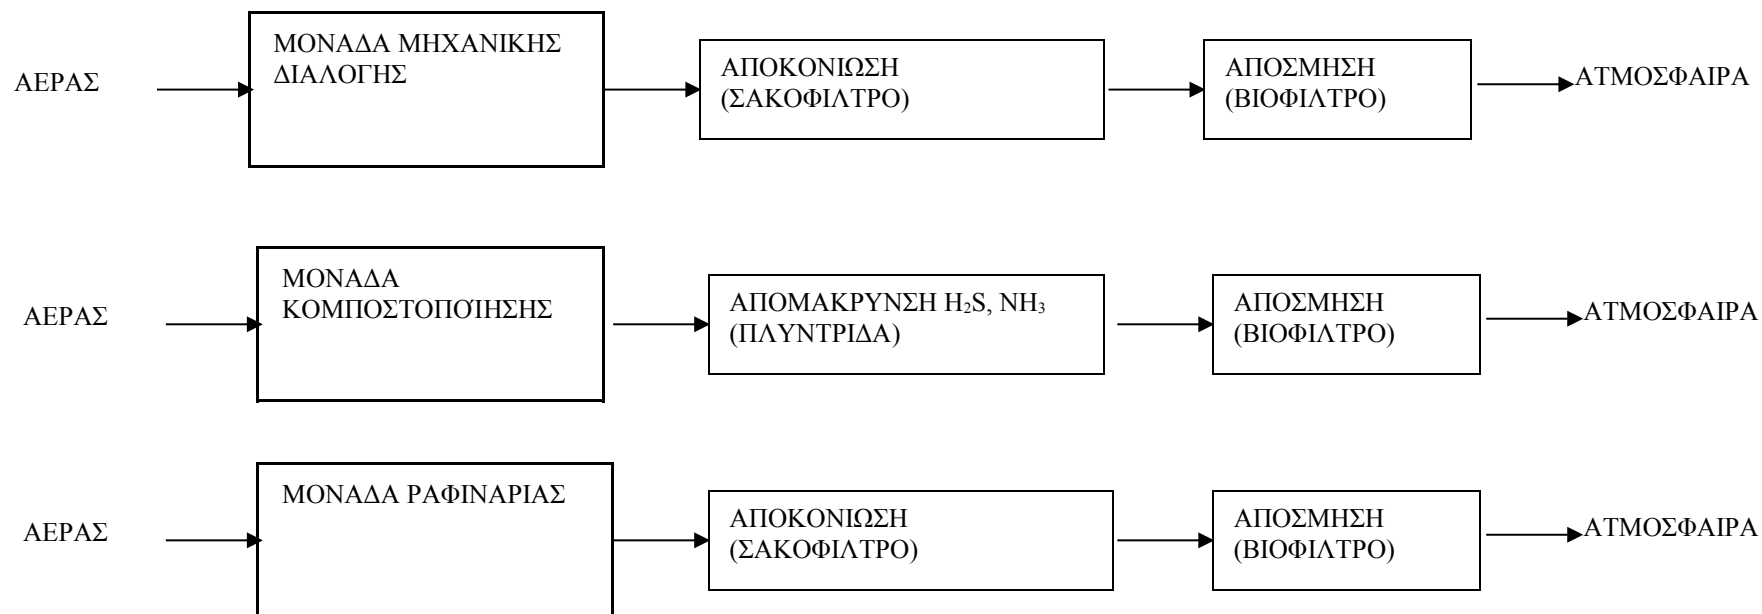 ΑΕΡΑΣ
ΜΟΝΑΔΑ ΜΗΧΑΝΙΚΗΣ
ΔΙΑΛΟΓΗΣ
ΑΠΟΚΟΝΙΩΣΗ
(ΣΑΚΟΦΙΛΤΡΟ)
ΑΠΟΣΜΗΣΗ
(ΒΙΟΦΙΛΤΡΟ)
ΑΤΜΟΣΦΑΙΡΑ
ΑΕΡΑΣ
ΜΟΝΑΔΑ
ΚΟΜΠΟΣΤΟΠΟΊΗΣΗΣ
ΑΠΟΜΑΚΡΥΝΣΗ H₂S, NH₃
(ΠΛΥΝΤΡΙΔΑ)
ΑΠΟΣΜΗΣΗ
(ΒΙΟΦΙΛΤΡΟ)
ΑΤΜΟΣΦΑΙΡΑ
ΑΕΡΑΣ
ΜΟΝΑΔΑ ΡΑΦΙΝΑΡΙΑΣ
ΑΠΟΚΟΝΙΩΣΗ
(ΣΑΚΟΦΙΛΤΡΟ)
ΑΠΟΣΜΗΣΗ
(ΒΙΟΦΙΛΤΡΟ)
ΑΤΜΟΣΦΑΙΡΑ